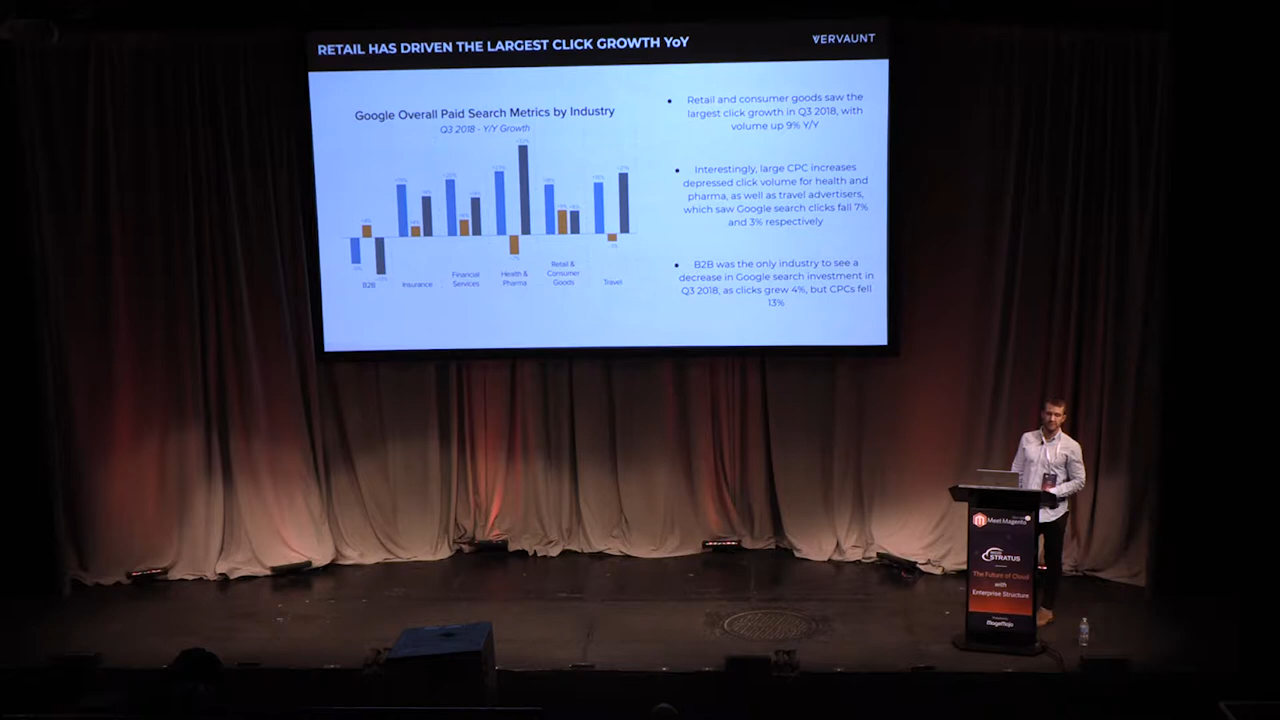 RETAIL HAS DRIVEN THE LARGEST CLICK GROWTH YoY
VERVAUNT
Google Overall Paid Search Metrics by Industry
Q3 2018 - Y/Y Growth
B2B
Insurance
Financial
Services
Health &
Pharma
Retail &
Consumer
Goods
Travel
• Retail and consumer goods saw the
largest click growth in Q3 2018, with
volume up 9% Y/Y
• Interestingly, large CPC increases
depressed click volume for health and
pharma, as well as travel advertisers,
which saw Google search clicks fall 7%
and 3% respectively
• B2B was the only industry to see a
decrease in Google search investment in
Q3 2018, as clicks grew 4%, but CPCs fell
13%
Meet Magento
STRATUS
The Future of Cloud
with
Enterprise Structure
MageMojo